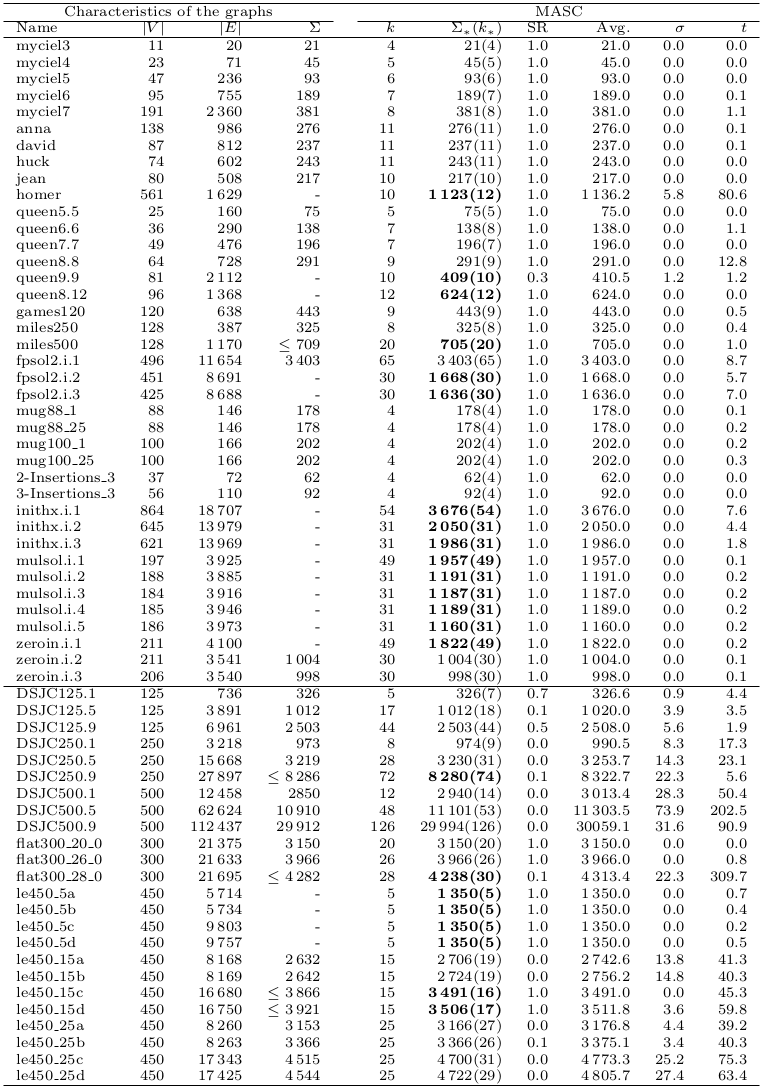 Characteristics of the graphs MASC
Name |V| |E| Σ k Σ∗(k∗) SR Avg. σ t
myciel3 11 20 21 4 21(4) 1.0 21.0 0.0 0.0
myciel4 23 71 45 5 45(5) 1.0 45.0 0.0 0.0
myciel5 47 236 93 6 93(6) 1.0 93.0 0.0 0.0
myciel6 95 755 189 7 189(7) 1.0 189.0 0.0 0.1
myciel7 191 2 360 381 8 381(8) 1.0 381.0 0.0 1.1
anna 138 986 276 11 276(11) 1.0 276.0 0.0 0.1
david 87 812 237 11 237(11) 1.0 237.0 0.0 0.1
huck 74 602 243 11 243(11) 1.0 243.0 0.0 0.0
jean 80 508 217 10 217(10) 1.0 217.0 0.0 0.0
homer 561 1 629 - 10 1 123(12) 1.0 1 136.2 5.8 80.6
queen5.5 25 160 75 5 75(5) 1.0 75.0 0.0 0.0
queen6.6 36 290 138 7 138(8) 1.0 138.0 0.0 1.1
queen7.7 49 476 196 7 196(7) 1.0 196.0 0.0 0.0
queen8.8 64 728 291 9 291(9) 1.0 291.0 0.0 12.8
queen9.9 81 2 112 - 10 409(10) 0.3 410.5 1.2 1.2
queen8.12 96 1 368 - 12 624(12) 1.0 624.0 0.0 0.0
games120 120 638 443 9 443(9) 1.0 443.0 0.0 0.5
miles250 128 387 325 8 325(8) 1.0 325.0 0.0 0.4
miles500 128 1 170 ≤ 709 20 705(20) 1.0 705.0 0.0 1.0
fpsol2.i.1 496 11 654 3 403 65 3 403(65) 1.0 3 403.0 0.0 8.7
fpsol2.i.2 451 8 691 - 30 1 668(30) 1.0 1 668.0 0.0 5.7
fpsol2.i.3 425 8 688 - 30 1 636(30) 1.0 1 636.0 0.0 7.0
mug88_1 88 146 178 4 178(4) 1.0 178.0 0.0 0.1
mug88_25 88 146 178 4 178(4) 1.0 178.0 0.0 0.2
mug100_1 100 166 202 4 202(4) 1.0 202.0 0.0 0.2
mug100_25 100 166 202 4 202(4) 1.0 202.0 0.0 0.3
2-Insertions_3 37 72 62 4 62(4) 1.0 62.0 0.0 0.0
3-Insertions_3 56 110 92 4 92(4) 1.0 92.0 0.0 0.0
inithx.i.1 864 18 707 - 54 3 676(54) 1.0 3 676.0 0.0 7.6
inithx.i.2 645 13 979 - 31 2 050(31) 1.0 2 050.0 0.0 4.4
inithx.i.3 621 13 969 - 31 1 986(31) 1.0 1 986.0 0.0 1.8
mulsol.i.1 197 3 925 - 49 1 957(49) 1.0 1 957.0 0.0 0.1
mulsol.i.2 188 3 885 - 31 1 191(31) 1.0 1 191.0 0.0 0.2
mulsol.i.3 184 3 916 - 31 1 187(31) 1.0 1 187.0 0.0 0.2
mulsol.i.4 185 3 946 - 31 1 189(31) 1.0 1 189.0 0.0 0.2
mulsol.i.5 186 3 973 - 31 1 160(31) 1.0 1 160.0 0.0 0.2
zeroin.i.1 211 4 100 - 49 1 822(49) 1.0 1 822.0 0.0 0.2
zeroin.i.2 211 3 541 1 004 30 1 004(30) 1.0 1 004.0 0.0 0.1
zeroin.i.3 206 3 540 998 30 998(30) 1.0 998.0 0.0 0.1
DSJC125.1 125 736 326 5 326(7) 0.7 326.6 0.9 4.4
DSJC125.5 125 3 891 1 012 17 1 012(18) 0.1 1 020.0 3.9 3.5
DSJC125.9 125 6 961 2 503 44 2 503(44) 0.5 2 508.0 5.6 1.9
DSJC250.1 250 3 218 973 8 974(9) 0.0 990.5 8.3 17.3
DSJC250.5 250 15 668 3 219 28 3 230(31) 0.0 3 253.7 14.3 23.1
DSJC250.9 250 27 897 ≤ 8 286 72 8 280(74) 0.1 8 322.7 22.3 5.6
DSJC500.1 500 12 458 2850 12 2 940(14) 0.0 3 013.4 28.3 50.4
DSJC500.5 500 62 624 10 910 48 11 101(53) 0.0 11 303.5 73.9 202.5
DSJC500.9 500 112 437 29 912 126 29 994(126) 0.0 30059.1 31.6 90.9
flat300_20_0 300 21 375 3 150 20 3 150(20) 1.0 3 150.0 0.0 0.0
flat300_26_0 300 21 633 3 966 26 3 966(26) 1.0 3 966.0 0.0 0.8
flat300_28_0 300 21 695 ≤ 4 282 28 4 238(30) 0.1 4 313.4 22.3 309.7
le450_5a 450 5 714 - 5 1 350(5) 1.0 1 350.0 0.0 0.7
le450_5b 450 5 734 - 5 1 350(5) 1.0 1 350.0 0.0 0.4
le450_5c 450 9 803 - 5 1 350(5) 1.0 1 350.0 0.0 0.2
le450_5d 450 9 757 - 5 1 350(5) 1.0 1 350.0 0.0 0.5
le450_15a 450 8 168 2 632 15 2 706(19) 0.0 2 742.6 13.8 41.3
le450_15b 450 8 169 2 642 15 2 724(19) 0.0 2 756.2 14.8 40.3
le450_15c 450 16 680 ≤ 3 866 15 3 491(16) 1.0 3 491.0 0.0 45.3
le450_15d 450 16 750 ≤ 3 921 15 3 506(17) 1.0 3 511.8 3.6 59.8
le450_25a 450 8 260 3 153 25 3 166(27) 0.0 3 176.8 4.4 39.2
le450_25b 450 8 263 3 366 25 3 366(26) 0.1 3 375.1 3.4 40.3
le450_25c 450 17 343 4 515 25 4 700(31) 0.0 4 773.3 25.2 75.3
le450_25d 450 17 425 4 544 25 4 722(29) 0.0 4 805.7 27.4 63.4